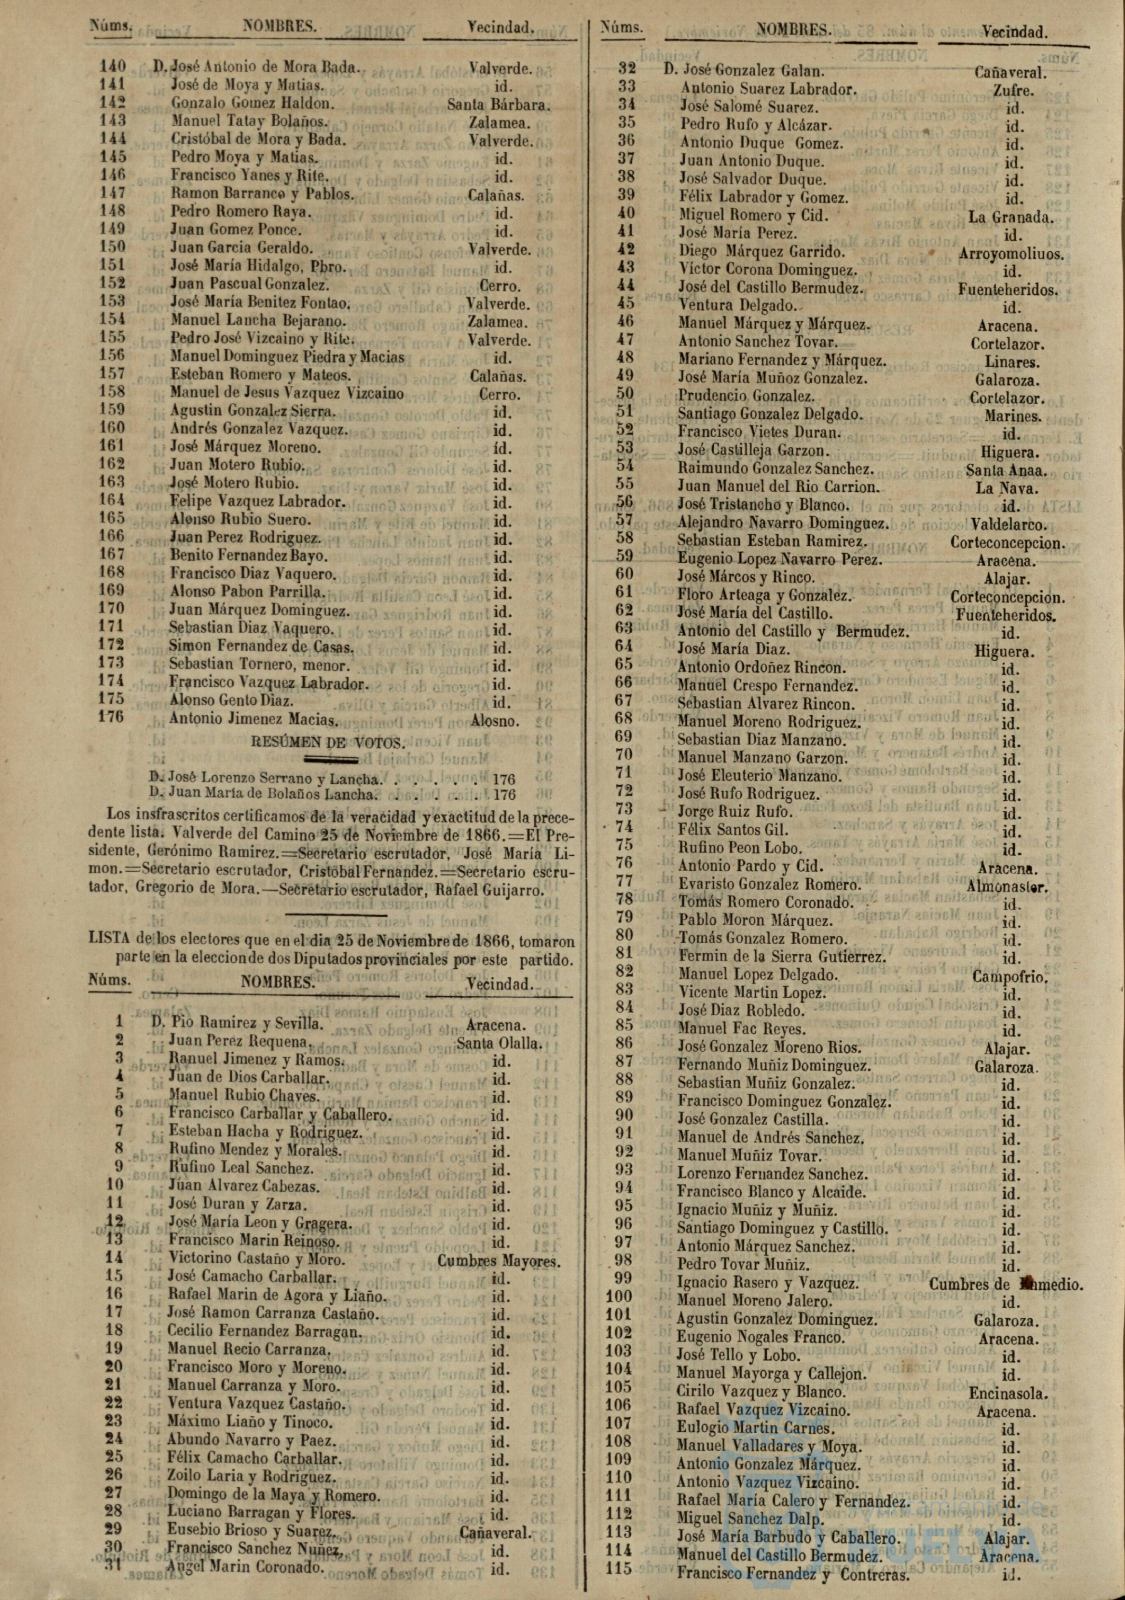 Núms. NOMBRES. Vecindad.
140 D. José Antonio de Mora Bada. Valverde.
141 José de Moya y Matias. id.
142 Gonzalo Gomez Haldon. Santa Bárbara.
143 Manuel Tatay Bolaños. Zalamea.
144 Cristóbal de Mora y Bada. Valverde.
145 Pedro Moya y Matias. id.
146 Francisco Yanes y Rite. id.
147 Ramon Barranco y Pablos. Calañas.
148 Pedro Romero Raya. id.
149 Juan Gomez Ponce. id.
150 Juan Garcia Geraldo. Valverde.
151 José María Hidalgo, Pbro. id.
152 Juan Pascual Gonzalez. Cerro.
153 José María Benitez Fontao. Valverde.
154 Manuel Lancha Bejarano. Zalamea.
155 Pedro José Vizcaino y Rite. Valverde.
156 Manuel Dominguez Piedra y Macias id.
157 Esteban Romero y Mateos. Calañas.
158 Manuel de Jesus Vazquez Vizcaino Cerro.
159 Agustin Gonzalez Sierra. id.
160 Andrés Gonzalez Vazquez. id.
161 José Márquez Moreno. id.
162 Juan Motero Rubio. id.
163 José Motero Rubio. id.
164 Felipe Vazquez Labrador. id.
165 Alonso Rubio Suero. id.
166 Juan Perez Rodriguez. id.
167 Benito Fernandez Bayo. id.
168 Francisco Diaz Vaquero. id.
169 Alonso Pabon Parrilla. id.
170 Juan Márquez Dominguez. id.
171 Sebastian Diaz Vaquero. id.
172 Simon Fernandez de Casas. id.
173 Sebastian Tornero, menor. id.
174 Francisco Vazquez Labrador. id.
175 Alonso Gento Diaz. id.
176 Antonio Jimenez Macias. Alosno.
RESÚMEN DE VOTOS.
D. José Lorenzo Serrano y Lancha. . . . . . 176
D. Juan María de Bolaños Lancha. . . . . . 176
Los insfrascritos certificamos de la veracidad y exactitud de la prece-
dente lista. Valverde del Camino 25 de Noviembre de 1866.=El Pre-
sidente, Gerónimo Ramirez.=Secretario escrutador, José María Li-
mon.=Secretario escrutador, Cristóbal Fernandez.=Secretario escru-
tador, Gregorio de Mora.—Secretario escrutador, Rafael Guijarro.
LISTA de los electores que en el dia 25 de Noviembre de 1866, tomaron
parte en la eleccion de dos Diputados provinciales por este partido.
Núms. NOMBRES. Vecindad.
1 D. Pio Ramirez y Sevilla. Aracena.
2 Juan Perez Requena. Santa Olalla.
3 Ranuel Jimenez y Ramos. id.
4 Juan de Dios Carballar. id.
5 Manuel Rubio Chaves. id.
6 Francisco Carballar y Caballero. id.
7 Esteban Hacha y Rodriguez. id.
8 Rufino Mendez y Morales. id.
9 Rufino Leal Sanchez. id.
10 Juan Alvarez Cabezas. id.
11 José Duran y Zarza. id.
12 José María Leon y Gragera. id.
13 Francisco Marin Reinoso. id.
14 Victorino Castaño y Moro. Cumbres Mayores.
15 José Camacho Carballar. id.
16 Rafael Marin de Agora y Liaño. id.
17 José Ramon Carranza Castaño. id.
18 Cecilio Fernandez Barragan. id.
19 Manuel Recio Carranza. id.
20 Francisco Moro y Moreno. id.
21 Manuel Carranza y Moro. id.
22 Ventura Vazquez Castaño. id.
23 Máximo Liaño y Tinoco. id.
24 Abundo Navarro y Paez. id.
25 Félix Camacho Carballar. id.
26 Zoilo Laria y Rodriguez. id.
27 Domingo de la Maya y Romero. id.
28 Luciano Barragan y Flores. id.
29 Eusebio Brioso y Suarez. Cañaveral.
30 Francisco Sanchez Nuñez. id.
31 Angel Marin Coronado. id.
Núms. NOMBRES. Vecindad.
32 D. José Gonzalez Galan. Cañaveral.
33 Antonio Suarez Labrador. Zufre.
34 José Salomé Suarez. id.
35 Pedro Rufo y Alcázar. id.
36 Antonio Duque Gomez. id.
37 Juan Antonio Duque. id.
38 José Salvador Duque. id.
39 Félix Labrador y Gomez. id.
40 Miguel Romero y Cid. La Granada.
41 José María Perez. id.
42 Diego Márquez Garrido. Arroyomolinos.
43 Víctor Corona Dominguez. id.
44 José del Castillo Bermudez. Fuenteheridos.
45 Ventura Delgado. id.
46 Manuel Márquez y Márquez. Aracena.
47 Antonio Sanchez Tovar. Cortelazor.
48 Mariano Fernandez y Márquez. Linares.
49 José María Muñoz Gonzalez. Galaroza.
50 Prudencio Gonzalez. Cortelazor.
51 Santiago Gonzalez Delgado. Marines.
52 Francisco Vietes Duran. id.
53 José Castilleja Garzon. Higuera.
54 Raimundo Gonzalez Sanchez. Santa Anaa.
55 Juan Manuel del Rio Carrion. La Nava.
56 José Tristancho y Blanco. id.
57 Alejandro Navarro Dominguez. Valdelarco.
58 Sebastian Esteban Ramirez. Corteconcepcion.
59 Eugenio Lopez Navarro Perez. Aracena.
60 José Márcos y Rinco. Alajar.
61 Floro Arteaga y Gonzalez. Corteconcepcion.
62 José María del Castillo. Fuenteheridos.
63 Antonio del Castillo y Bermudez. id.
64 José María Diaz. Higuera.
65 Antonio Ordoñez Rincon. id.
66 Manuel Crespo Fernandez. id.
67 Sebastian Alvarez Rincon. id.
68 Manuel Moreno Rodriguez. id.
69 Sebastian Diaz Manzano. id.
70 Manuel Manzano Garzon. id.
71 José Eleuterio Manzano. id.
72 José Rufo Rodriguez. id.
73 Jorge Ruiz Rufo. id.
74 Félix Santos Gil. id.
75 Rufino Peon Lobo. id.
76 Antonio Pardo y Cid. Aracena.
77 Evaristo Gonzalez Romero. Almonaster.
78 Tomás Romero Coronado. id.
79 Pablo Moron Márquez. id.
80 Tomás Gonzalez Romero. id.
81 Fermin de la Sierra Gutierrez. id.
82 Manuel Lopez Delgado. Campofrio.
83 Vicente Martin Lopez. id.
84 José Diaz Robledo. id.
85 Manuel Fac Reyes. id.
86 José Gonzalez Moreno Rios. Alajar.
87 Fernando Muñiz Dominguez. Galaroza.
88 Sebastian Muñiz Gonzalez. id.
89 Francisco Dominguez Gonzalez. id.
90 José Gonzalez Castilla. id.
91 Manuel de Andrés Sanchez. id.
92 Manuel Muñiz Tovar. id.
93 Lorenzo Fernandez Sanchez. id.
94 Francisco Blanco y Alcaide. id.
95 Ignacio Muñiz y Muñiz. id.
96 Santiago Dominguez y Castillo. id.
97 Antonio Márquez Sanchez. id.
98 Pedro Tovar Muñiz. id.
99 Ignacio Rasero y Vazquez. Cumbres de Enmedio.
100 Manuel Moreno Jalero. id.
101 Agustin Gonzalez Dominguez. Galaroza.
102 Eugenio Nogales Franco. Aracena.
103 José Tello y Lobo. id.
104 Manuel Mayorga y Callejon. id.
105 Cirilo Vazquez y Blanco. Encinasola.
106 Rafael Vazquez Vizcaino. Aracena.
107 Eulogio Martin Carnes. id.
108 Manuel Valladares y Moya. id.
109 Antonio Gonzalez Márquez. id.
110 Antonio Vazquez Vizcaino. id.
111 Rafael María Calero y Fernandez. id.
112 Miguel Sanchez Dalp. id.
113 José María Barbudo y Caballero. Alajar.
114 Manuel del Castillo Bermudez. Aracena.
115 Francisco Fernandez y Contreras. id.